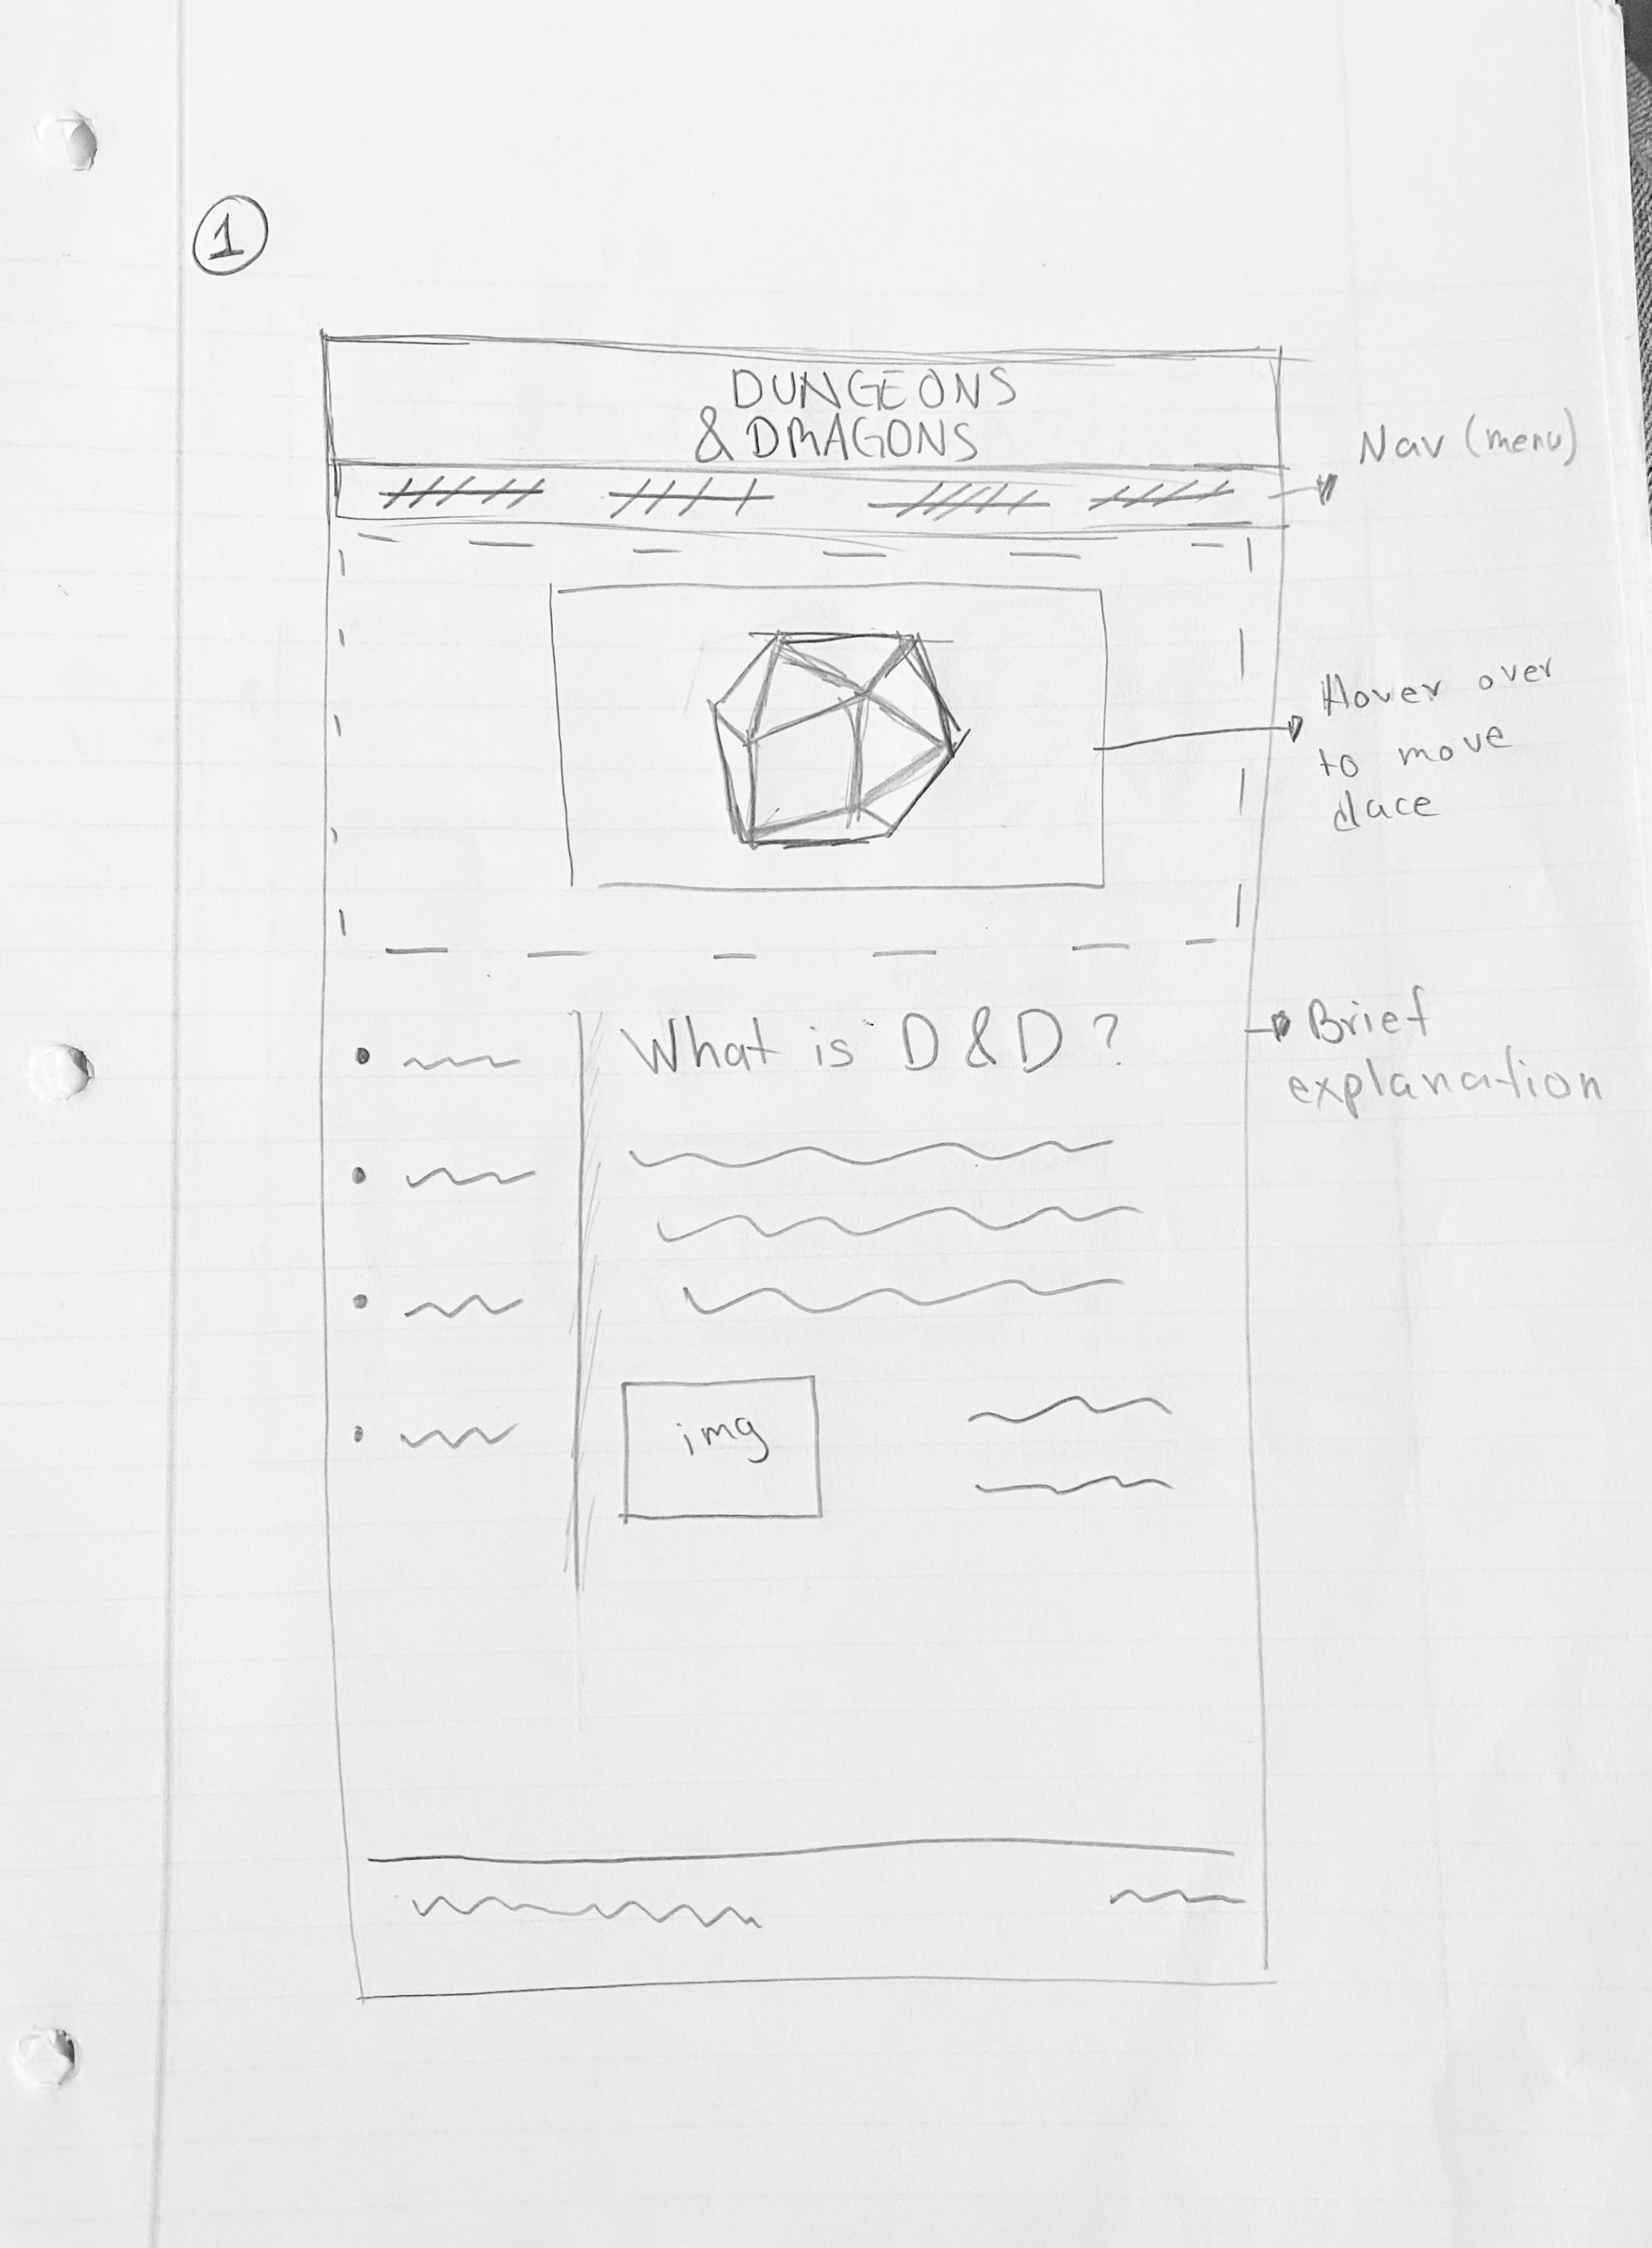 1
DUNGEONS
& DRAGONS
Nav (menu)
Hover over
to move
dace
What is D&D?
Brief
explanation
img